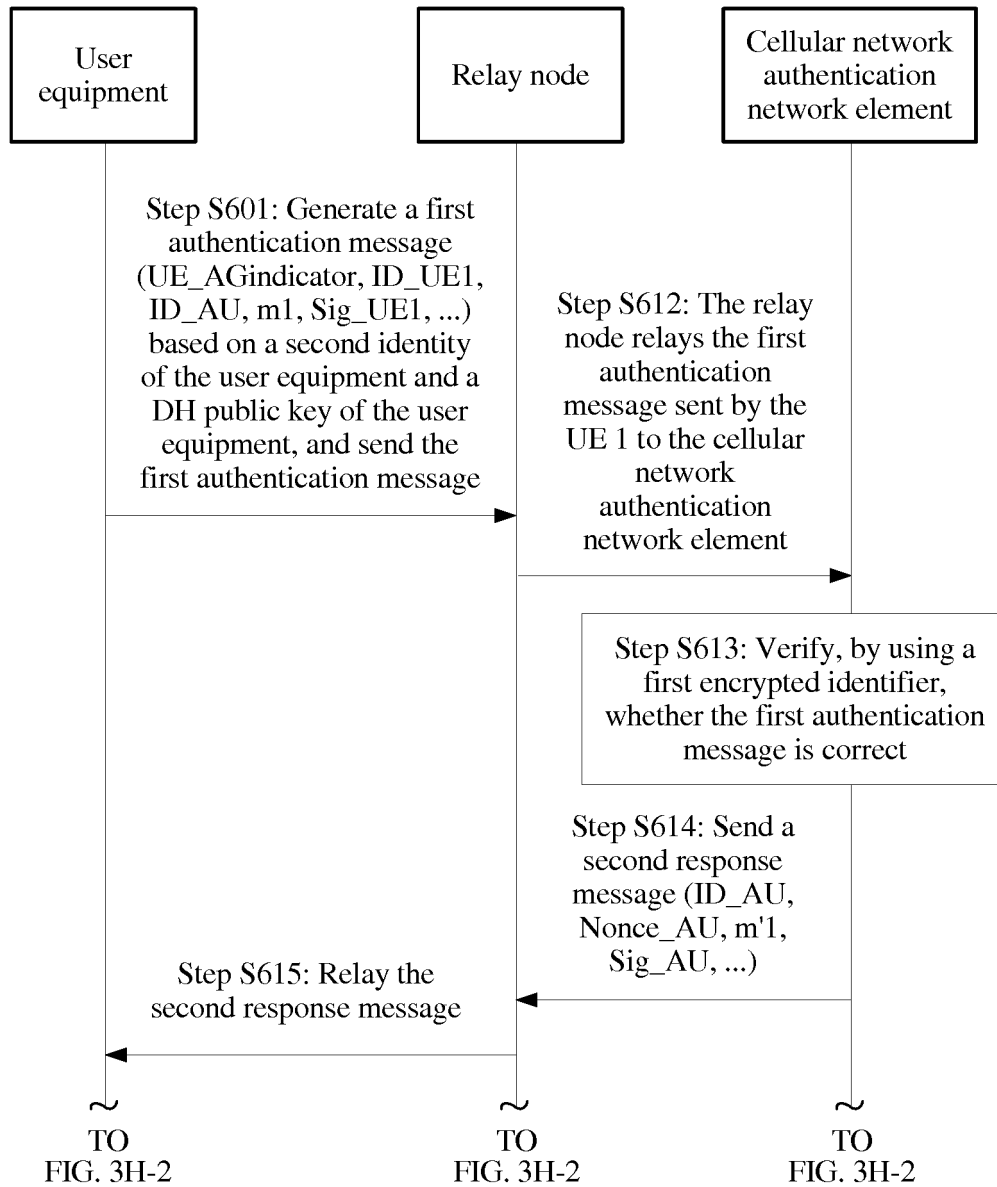 User
equipment
Relay node
Cellular network
authentication
network element
Step S601: Generate a first
authentication message
(UE_AGindicator, ID_UE1,
ID_AU, m1, Sig_UE1, ...)
based on a second identity
of the user equipment and a
DH public key of the user
equipment, and send the
first authentication message
Step S612: The relay
node relays the first
authentication
message sent by the
UE 1 to the cellular
network
authentication
network element
Step S613: Verify, by using a
first encrypted identifier,
whether the first authentication
message is correct
Step S614: Send a
second response
message (ID_AU,
Nonce_AU, m'1,
Sig_AU, ...)
Step S615: Relay the
second response message
TO
FIG. 3H-2
TO
FIG. 3H-2
TO
FIG. 3H-2